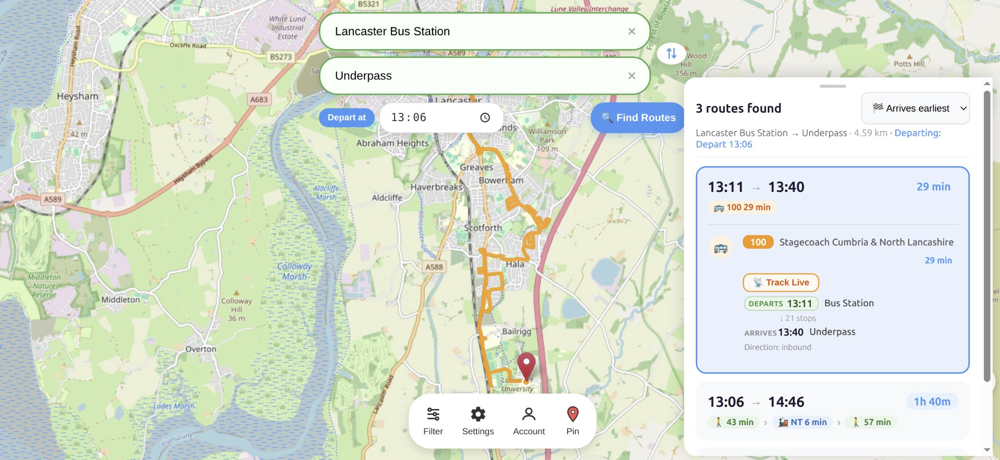 B5321
Lune Valley Interchange
White Lund
Industrial
Estate
Heysham Road
Oxcliffe Road
B5273
A589
Lancaster Bus Station
×
Forest of Bowland
Wood
Hill
156 m
Potts Hill
Beck
Underpass
×
Heysham
A683
Lancaster
Depart at
13:06
🔍 Find Routes
42 m
Abraham Heights
Williamson
Park
109 m
Heysham Bypass
Greaves
Bowerham
Haverbreaks
Aldcliffe
Marsh
Aldcliffe
A589
Lancaster Canal
Scotforth
River Lune
Hala
A588
Colloway
Marsh
Middleton
Nature
Reserve
Middleton
Colloway
Hill
36 m
Bailrigg
Overton
Lancaster Road
Lancaster
University
Lades Marsh
River Lune
Filter
Settings
Account
Pin
3 routes found
🏁 Arrives earliest
Lancaster Bus Station → Underpass · 4.59 km · Departing:
Depart 13:06
13:11 → 13:40
29 min
🚌 100 29 min
100 Stagecoach Cumbria & North Lancashire
29 min
📡 Track Live
DEPARTS 13:11 Bus Station
↓ 21 stops
ARRIVES 13:40 Underpass
Direction: inbound
13:06 → 14:46
1h 40m
🚶 43 min › 🚂 NT 6 min › 🚶 57 min